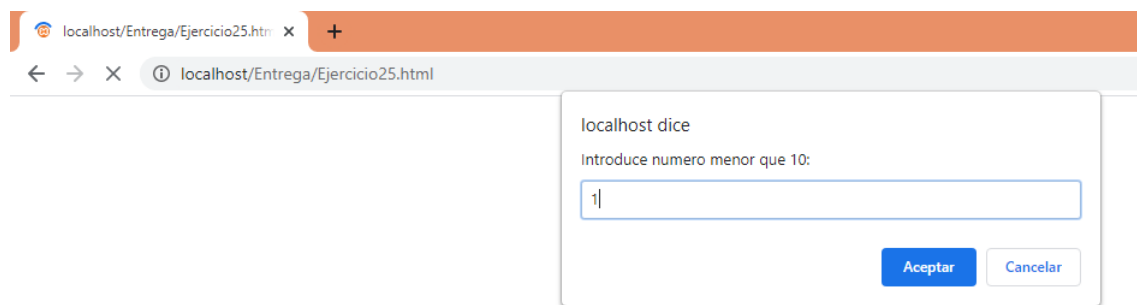 localhost/Entrega/Ejercicio25.htm
localhost/Entrega/Ejercicio25.html
localhost dice
Introduce numero menor que 10:
1
Aceptar Cancelar